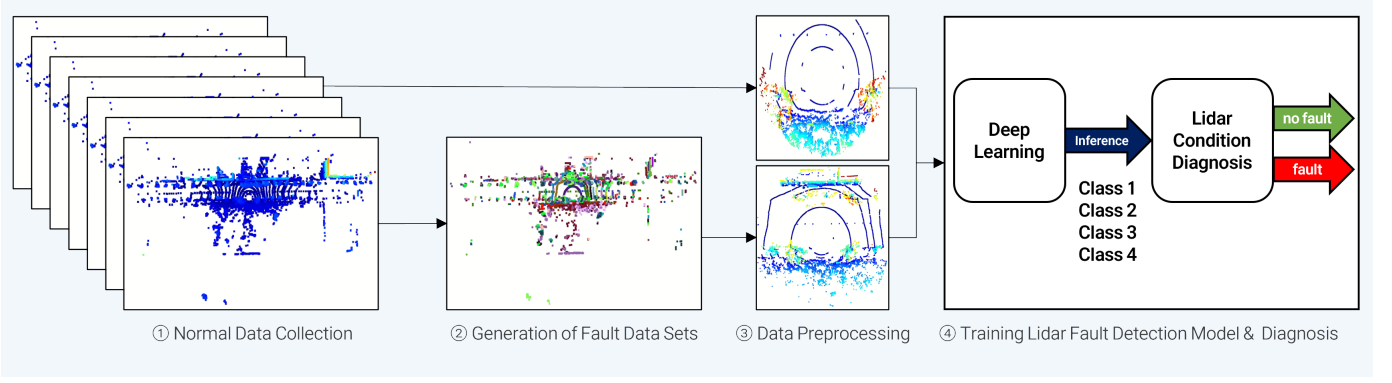 Deep
Learning
Inference
Class 1
Class 2
Class 3
Class 4
Lidar
Condition
Diagnosis
no fault
fault
① Normal Data Collection
② Generation of Fault Data Sets
③ Data Preprocessing
④ Training Lidar Fault Detection Model & Diagnosis